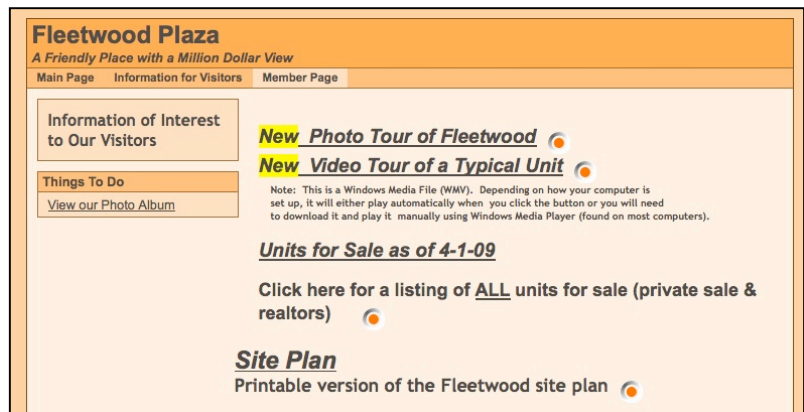 Fleetwood Plaza
A Friendly Place with a Million Dollar View
Main Page Information for Visitors Member Page
Information of Interest
to Our Visitors
Things To Do
View our Photo Album
New Photo Tour of Fleetwood
New Video Tour of a Typical Unit
Note: This is a Windows Media File (WMV). Depending on how your computer is
set up, it will either play automatically when you click the button or you will need
to download it and play it manually using Windows Media Player (found on most computers).
Units for Sale as of 4-1-09
Click here for a listing of ALL units for sale (private sale &
realtors)
Site Plan
Printable version of the Fleetwood site plan